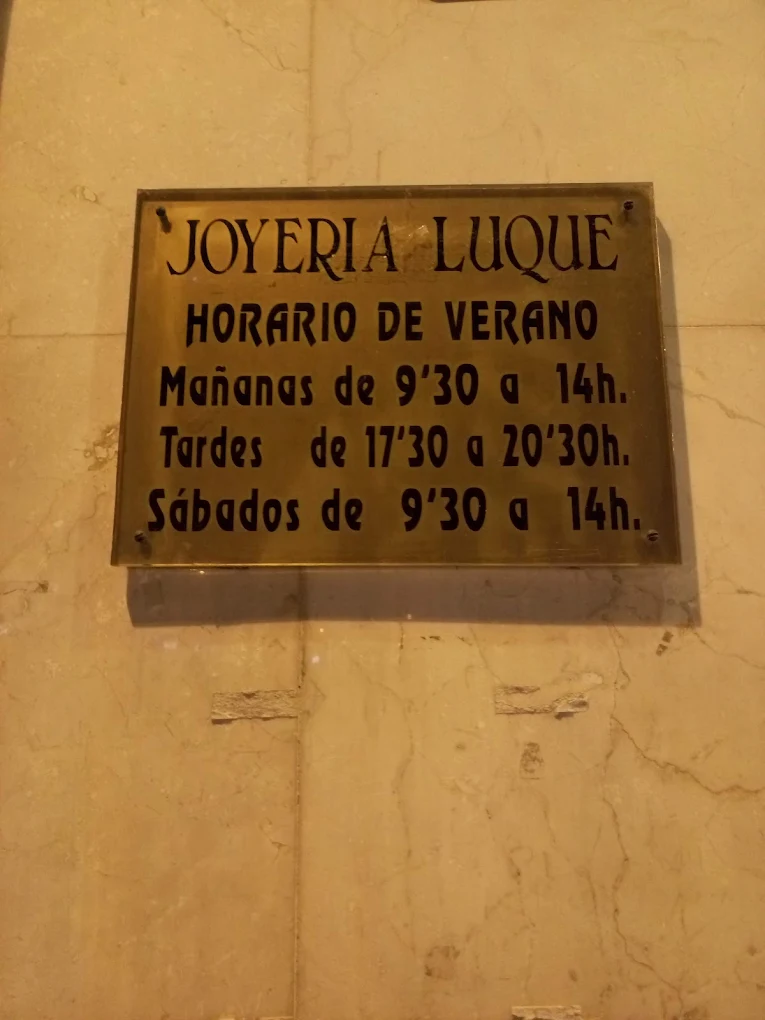 JOYERIA LUQUE
HORARIO DE VERANO
Mañanas de 9'30 a 14h.
Tardes de 17'30 a 20'30h.
Sábados de 9'30 a 14h.